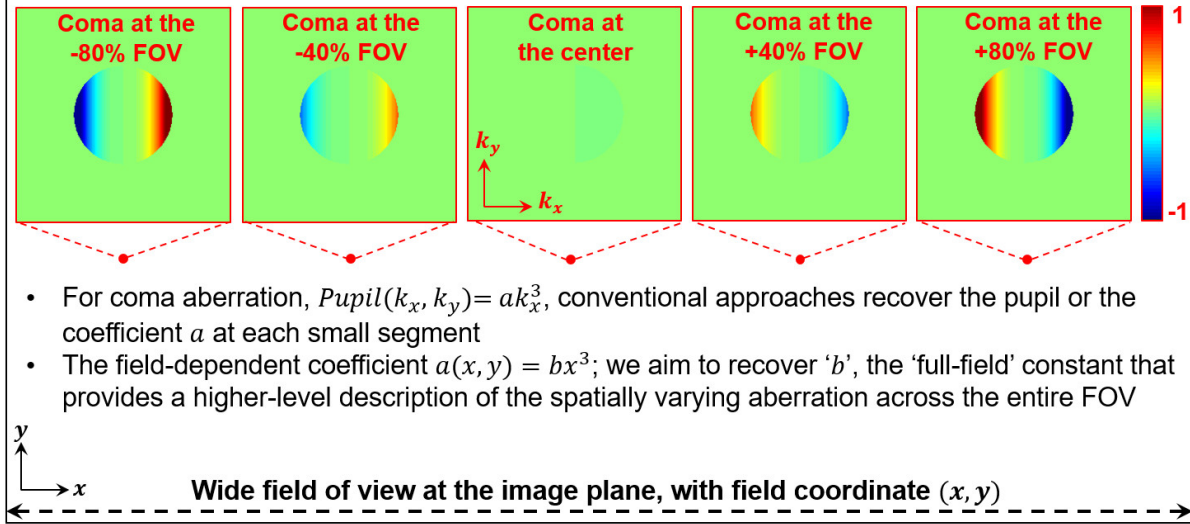 Coma at the
-80% FOV
Coma at the
-40% FOV
Coma at
the center
Coma at the
+40% FOV
Coma at the
+80% FOV
1
-1
k_y
k_x
• For coma aberration, Pupil(k_x, k_y)= ak_x^3, conventional approaches recover the pupil or the
coefficient a at each small segment
• The field-dependent coefficient a(x, y) = bx^3; we aim to recover ‘b’, the ‘full-field’ constant that
provides a higher-level description of the spatially varying aberration across the entire FOV
y
x
Wide field of view at the image plane, with field coordinate (x, y)